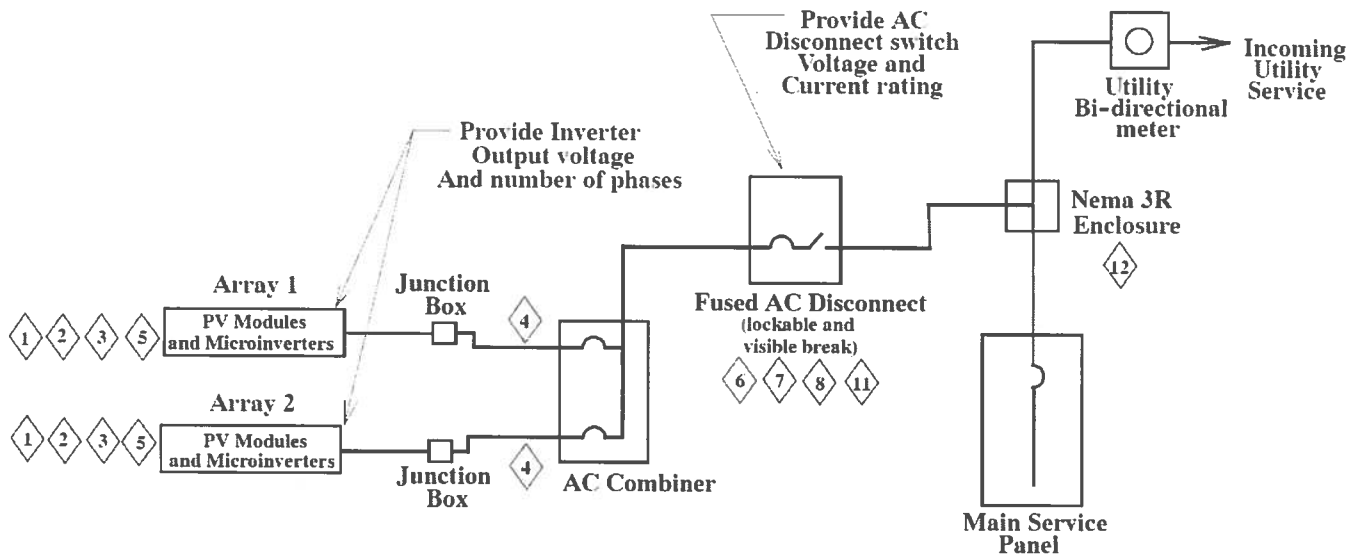 Provide AC
Disconnect switch
Voltage and
Current rating
Incoming
Utility
Service
Utility
Bi-directional
meter
Provide Inverter
Output voltage
And number of phases
Nema 3R
Enclosure
12
Array 1
Junction
Box
4
1 2 3 5
PV Modules
and Microinverters
Fused AC Disconnect
(lockable and
visible break)
6 7 8 11
Array 2
1 2 3 5
PV Modules
and Microinverters
Junction
Box
4
AC Combiner
Main Service
Panel